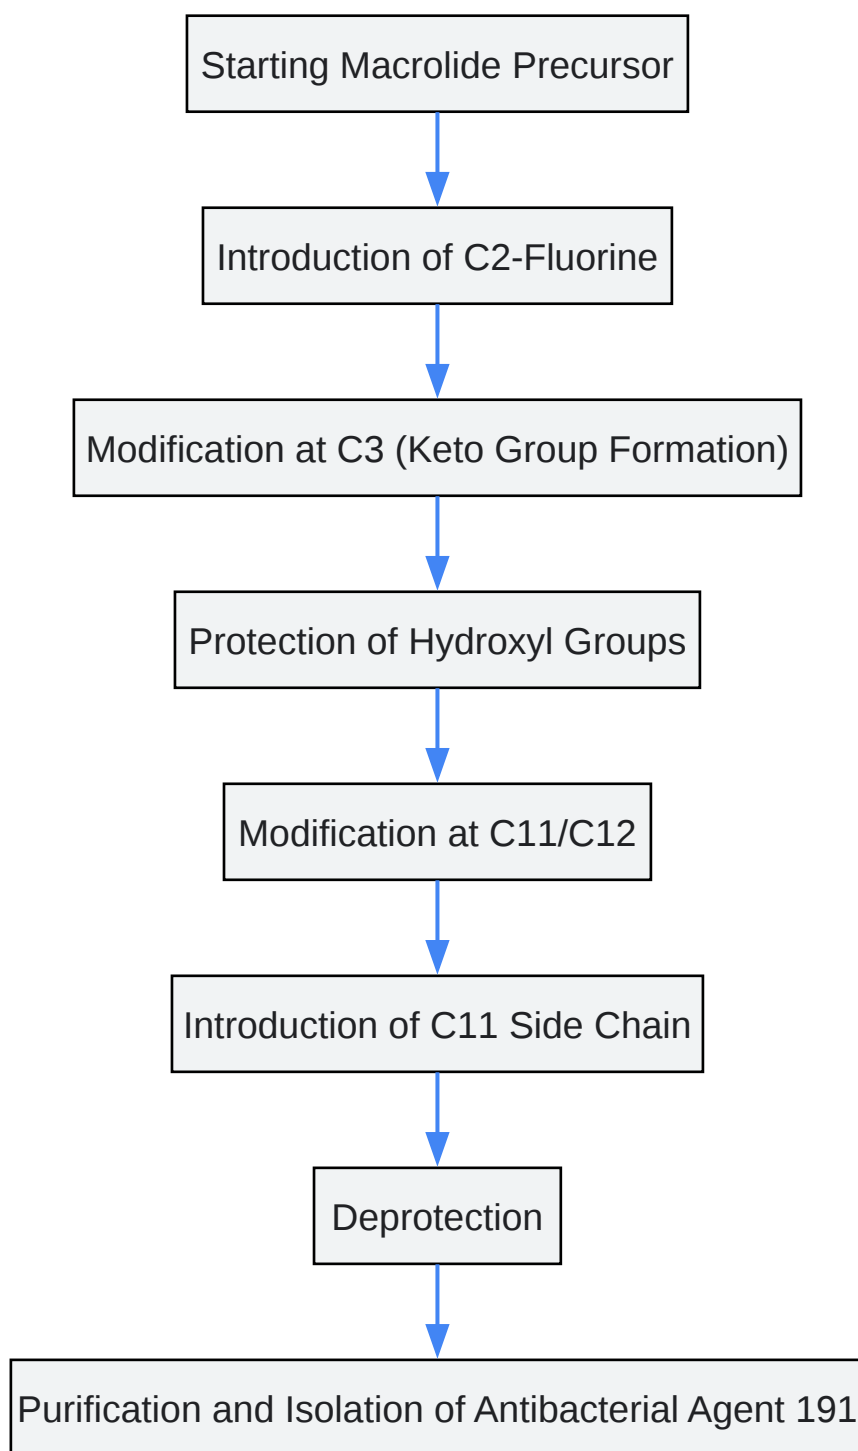 Starting Macrolide Precursor
Introduction of C2-Fluorine
Modification at C3 (Keto Group Formation)
Protection of Hydroxyl Groups
Modification at C11/C12
Introduction of C11 Side Chain
Deprotection
Purification and Isolation of Antibacterial Agent 191